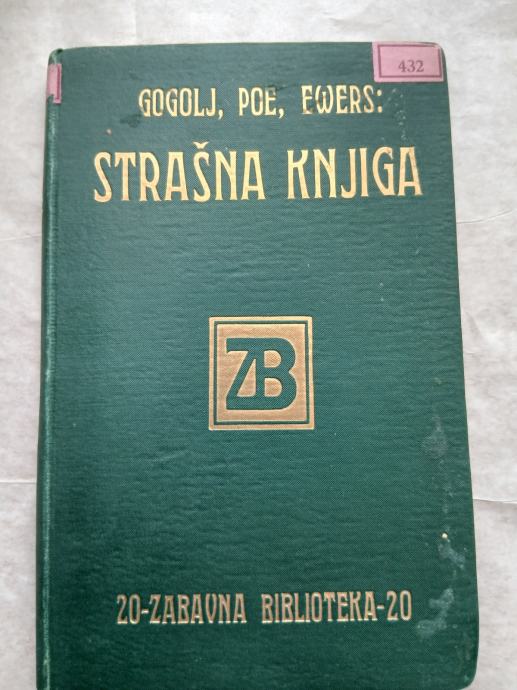 432
GOGOLJ, POE, EWERS:
STRAŠNA KNJIGA
ZB
20-ZABAVNA BIBLIOTEKA-20